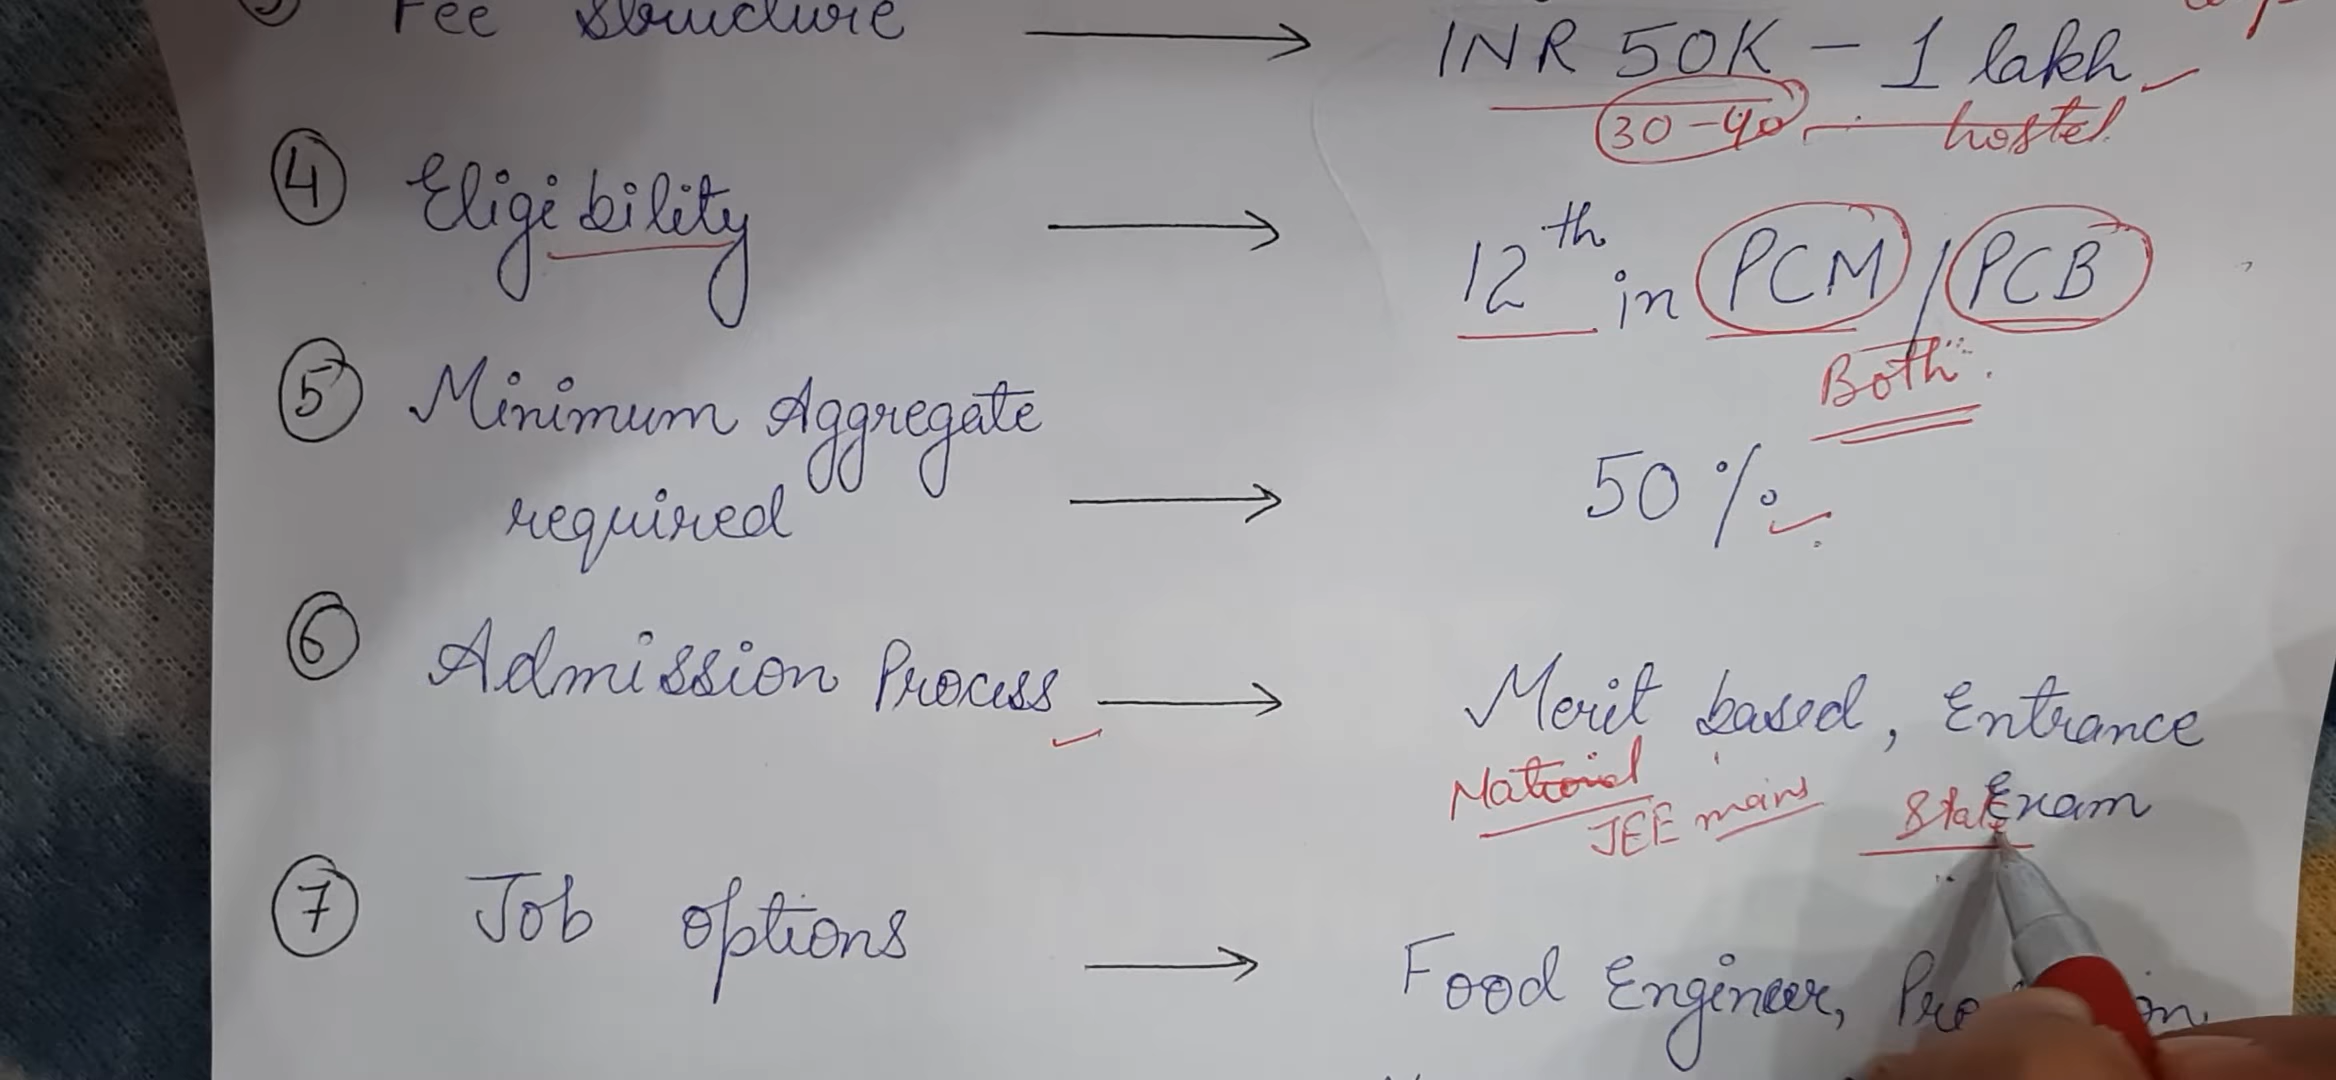 Fee Structure → INR 50K - 1 lakh
30-40 — hostel
④ Eligibility → 12th in PCM / PCB
Both
⑤ Minimum Aggregate
required → 50 %
⑥ Admission Process → Merit based, Entrance
Exam
National JEE mains State
⑦ Job options → Food Engineer,